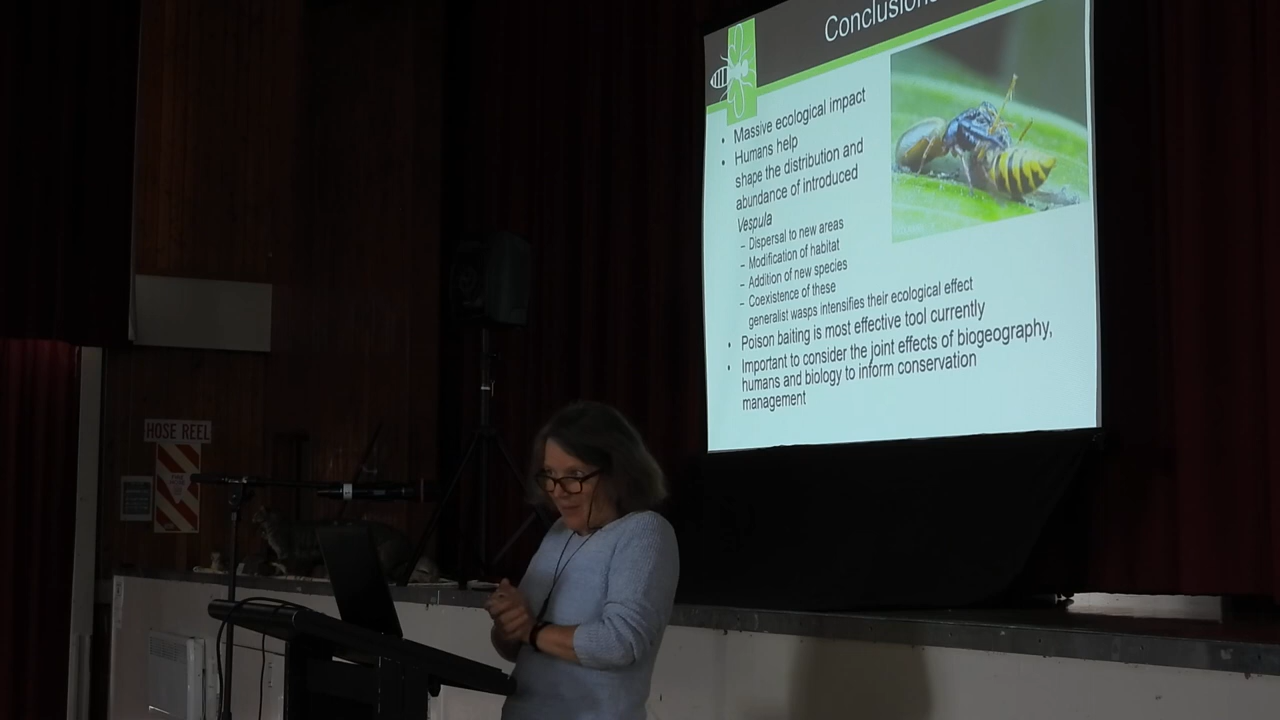 Conclusions
• Massive ecological impact
• Humans help
shape the distribution and
abundance of introduced
Vespula
– Dispersal to new areas
– Modification of habitat
– Addition of new species
– Coexistence of these
generalist wasps intensifies their ecological effect
• Poison baiting is most effective tool currently
• Important to consider the joint effects of biogeography,
humans and biology to inform conservation
management
HOSE REEL